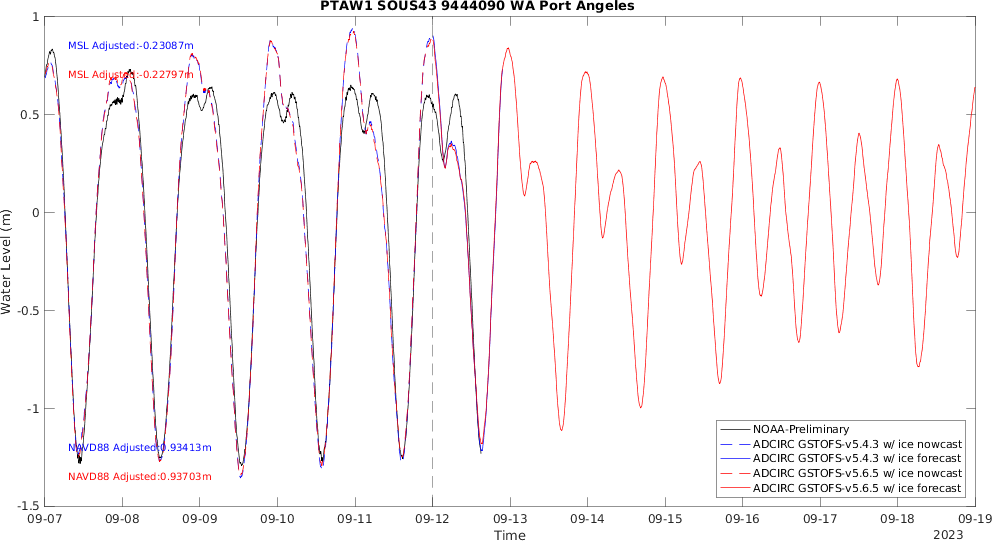 PTAW1 SOUS43 9444090 WA Port Angeles
MSL Adjusted:-0.23087m
MSL Adjusted:-0.22797m
NAVD88 Adjusted:0.93413m
NAVD88 Adjusted:0.93703m
Water Level (m)
1
0.5
0
-0.5
-1
-1.5
NOAA-Preliminary
ADCIRC GSTOFS-v5.4.3 w/ ice nowcast
ADCIRC GSTOFS-v5.4.3 w/ ice forecast
ADCIRC GSTOFS-v5.6.5 w/ ice nowcast
ADCIRC GSTOFS-v5.6.5 w/ ice forecast
09-07 09-08 09-09 09-10 09-11 09-12 09-13 09-14 09-15 09-16 09-17 09-18 09-19
Time
2023